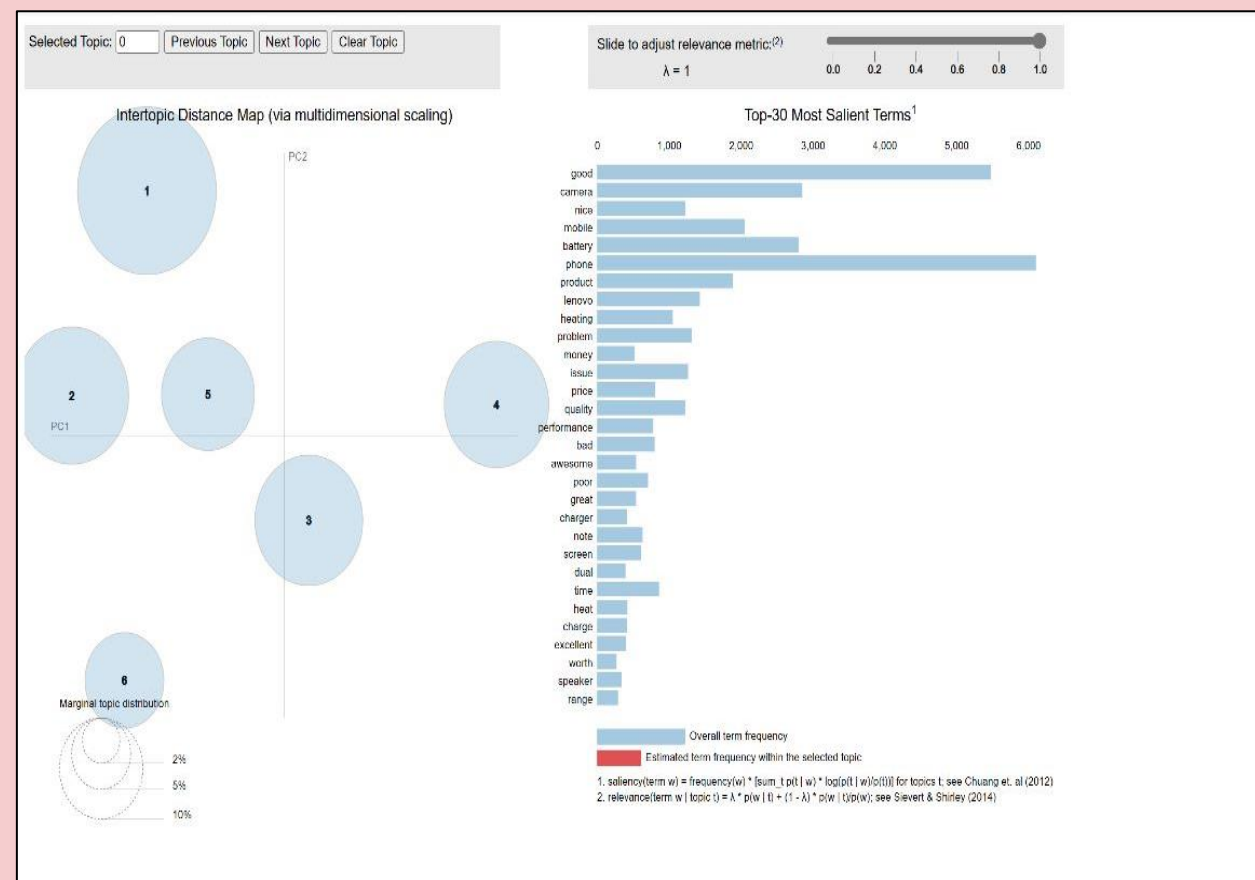 Selected Topic: 0 Previous Topic Next Topic Clear Topic
Slide to adjust relevance metric:(2)
λ = 1
0.0 0.2 0.4 0.6 0.8 1.0
Intertopic Distance Map (via multidimensional scaling)
PC2
PC1
1
2
5
4
3
6
Marginal topic distribution
2%
5%
10%
Top-30 Most Salient Terms1
0 1,000 2,000 3,000 4,000 5,000 6,000
good
camera
nice
mobile
battery
phone
product
lenovo
heating
problem
money
issue
price
quality
performance
bad
awesome
poor
great
charger
note
screen
dual
time
heat
charge
excellent
worth
speaker
range
Overall term frequency
Estimated term frequency within the selected topic
1. saliency(term w) = frequency(w) * [sum_t p(t | w) * log(p(t | w)/p(t))] for topics t; see Chuang et. al (2012)
2. relevance(term w | topic t) = λ * p(w | t) + (1 - λ) * p(w | t)/p(w); see Sievert & Shirley (2014)